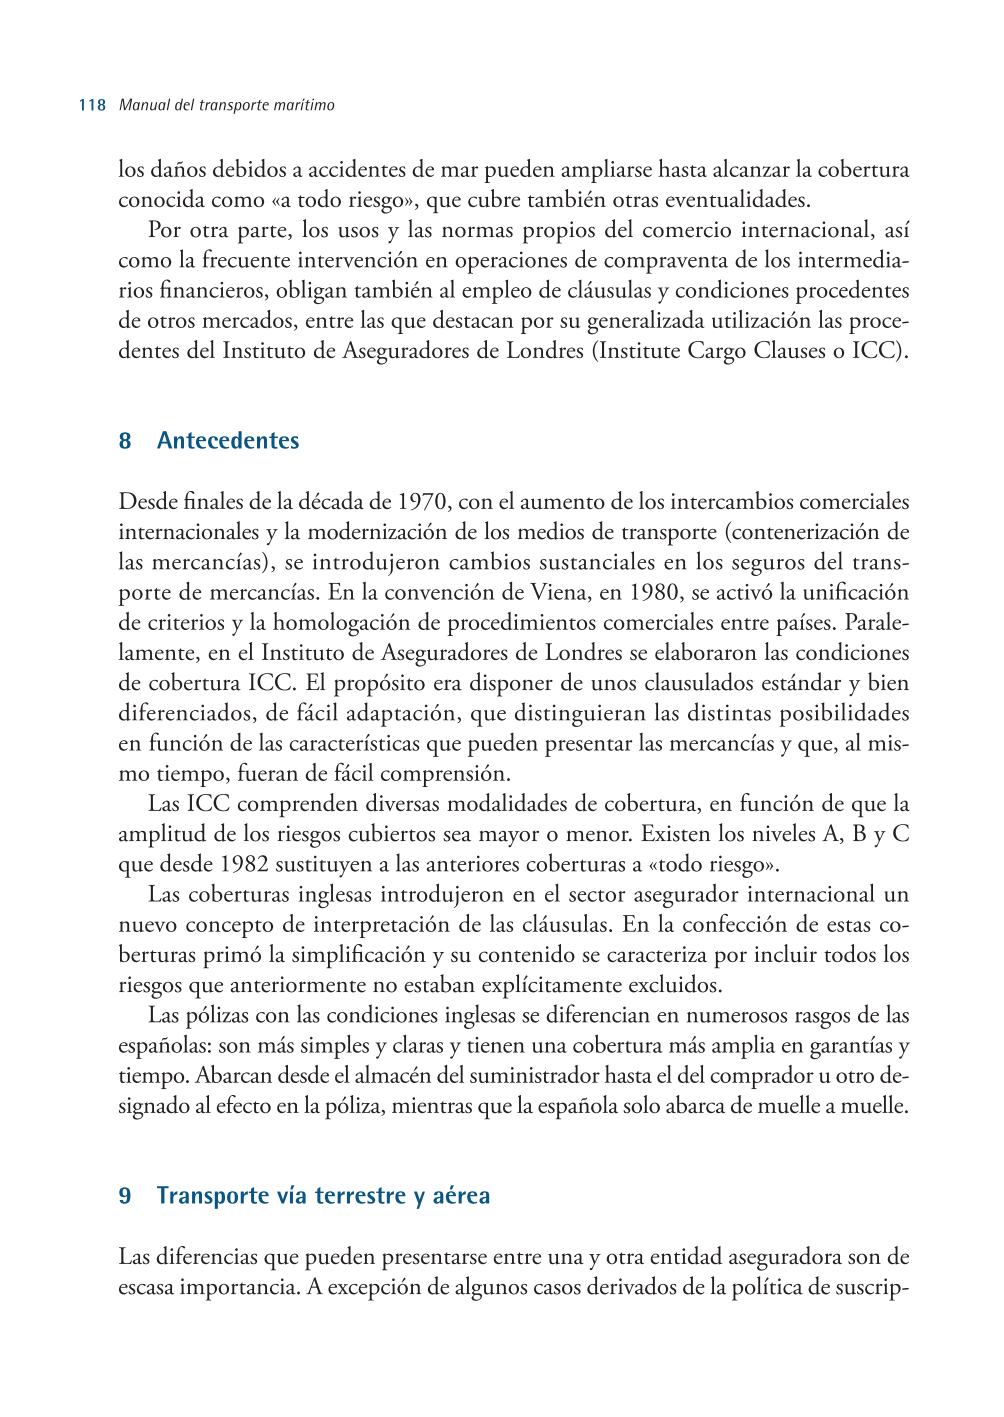 118 Manual del transporte marítimo
los daños debidos a accidentes de mar pueden ampliarse hasta alcanzar la cobertura
conocida como «a todo riesgo», que cubre también otras eventualidades.
Por otra parte, los usos y las normas propios del comercio internacional, así
como la frecuente intervención en operaciones de compraventa de los intermedia-
rios financieros, obligan también al empleo de cláusulas y condiciones procedentes
de otros mercados, entre las que destacan por su generalizada utilización las proce-
dentes del Instituto de Aseguradores de Londres (Institute Cargo Clauses o ICC).
8 Antecedentes
Desde finales de la década de 1970, con el aumento de los intercambios comerciales
internacionales y la modernización de los medios de transporte (contenerización de
las mercancías), se introdujeron cambios sustanciales en los seguros del trans-
porte de mercancías. En la convención de Viena, en 1980, se activó la unificación
de criterios y la homologación de procedimientos comerciales entre países. Parale-
lamente, en el Instituto de Aseguradores de Londres se elaboraron las condiciones
de cobertura ICC. El propósito era disponer de unos clausulados estándar y bien
diferenciados, de fácil adaptación, que distinguieran las distintas posibilidades
en función de las características que pueden presentar las mercancías y que, al mis-
mo tiempo, fueran de fácil comprensión.
Las ICC comprenden diversas modalidades de cobertura, en función de que la
amplitud de los riesgos cubiertos sea mayor o menor. Existen los niveles A, B y C
que desde 1982 sustituyen a las anteriores coberturas a «todo riesgo».
Las coberturas inglesas introdujeron en el sector asegurador internacional un
nuevo concepto de interpretación de las cláusulas. En la confección de estas co-
berturas primó la simplificación y su contenido se caracteriza por incluir todos los
riesgos que anteriormente no estaban explícitamente excluidos.
Las pólizas con las condiciones inglesas se diferencian en numerosos rasgos de las
españolas: son más simples y claras y tienen una cobertura más amplia en garantías y
tiempo. Abarcan desde el almacén del suministrador hasta el del comprador u otro de-
signado al efecto en la póliza, mientras que la española solo abarca de muelle a muelle.
9 Transporte vía terrestre y aérea
Las diferencias que pueden presentarse entre una y otra entidad aseguradora son de
escasa importancia. A excepción de algunos casos derivados de la política de suscrip-